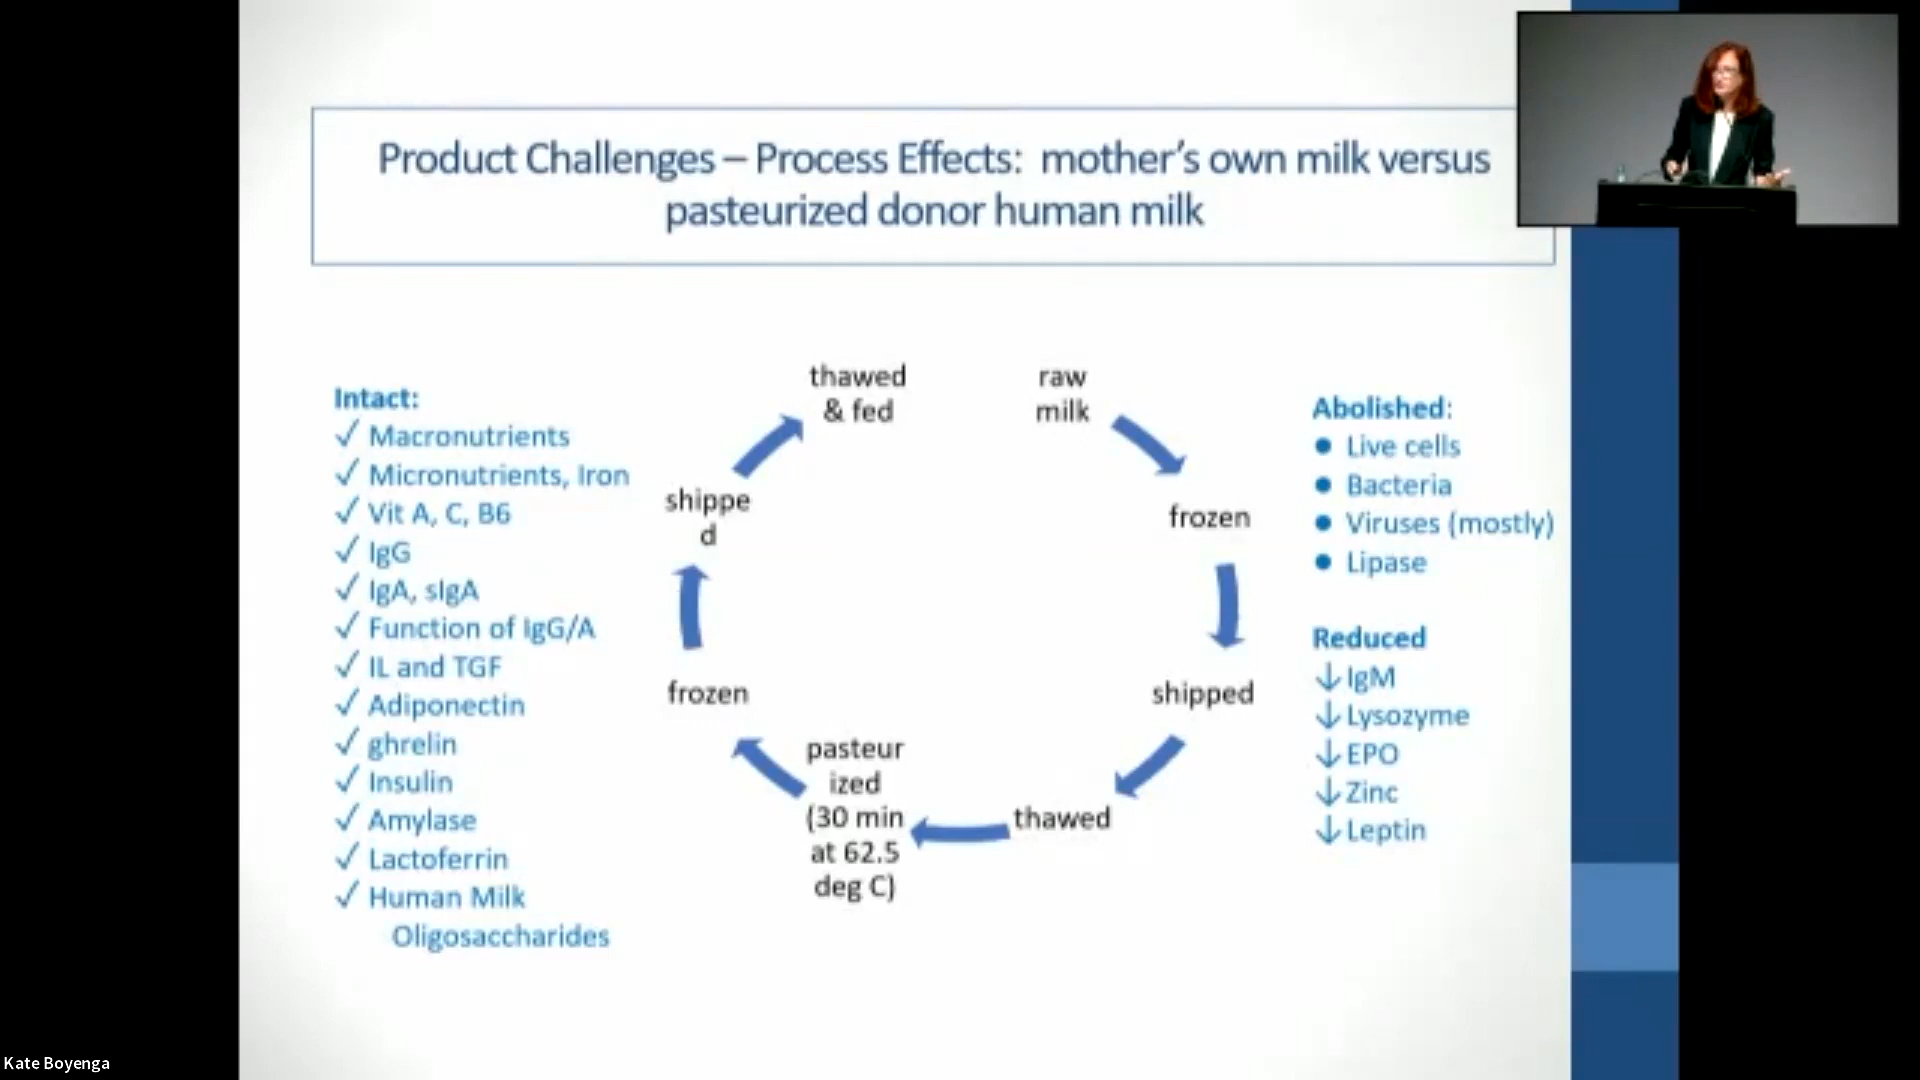 Product Challenges – Process Effects:  mother's own milk versus
pasteurized donor human milk
Intact:
✓ Macronutrients
✓ Micronutrients, Iron
✓ Vit A, C, B6
✓ IgG
✓ IgA, sIgA
✓ Function of IgG/A
✓ IL and TGF
✓ Adiponectin
✓ ghrelin
✓ Insulin
✓ Amylase
✓ Lactoferrin
✓ Human Milk
Oligosaccharides
thawed
& fed
raw
milk
shippe
d
frozen
frozen
shipped
pasteur
ized
(30 min
at 62.5
deg C)
thawed
Abolished:
● Live cells
● Bacteria
● Viruses (mostly)
● Lipase
Reduced
↓ IgM
↓ Lysozyme
↓ EPO
↓ Zinc
↓ Leptin
Kate Boyenga